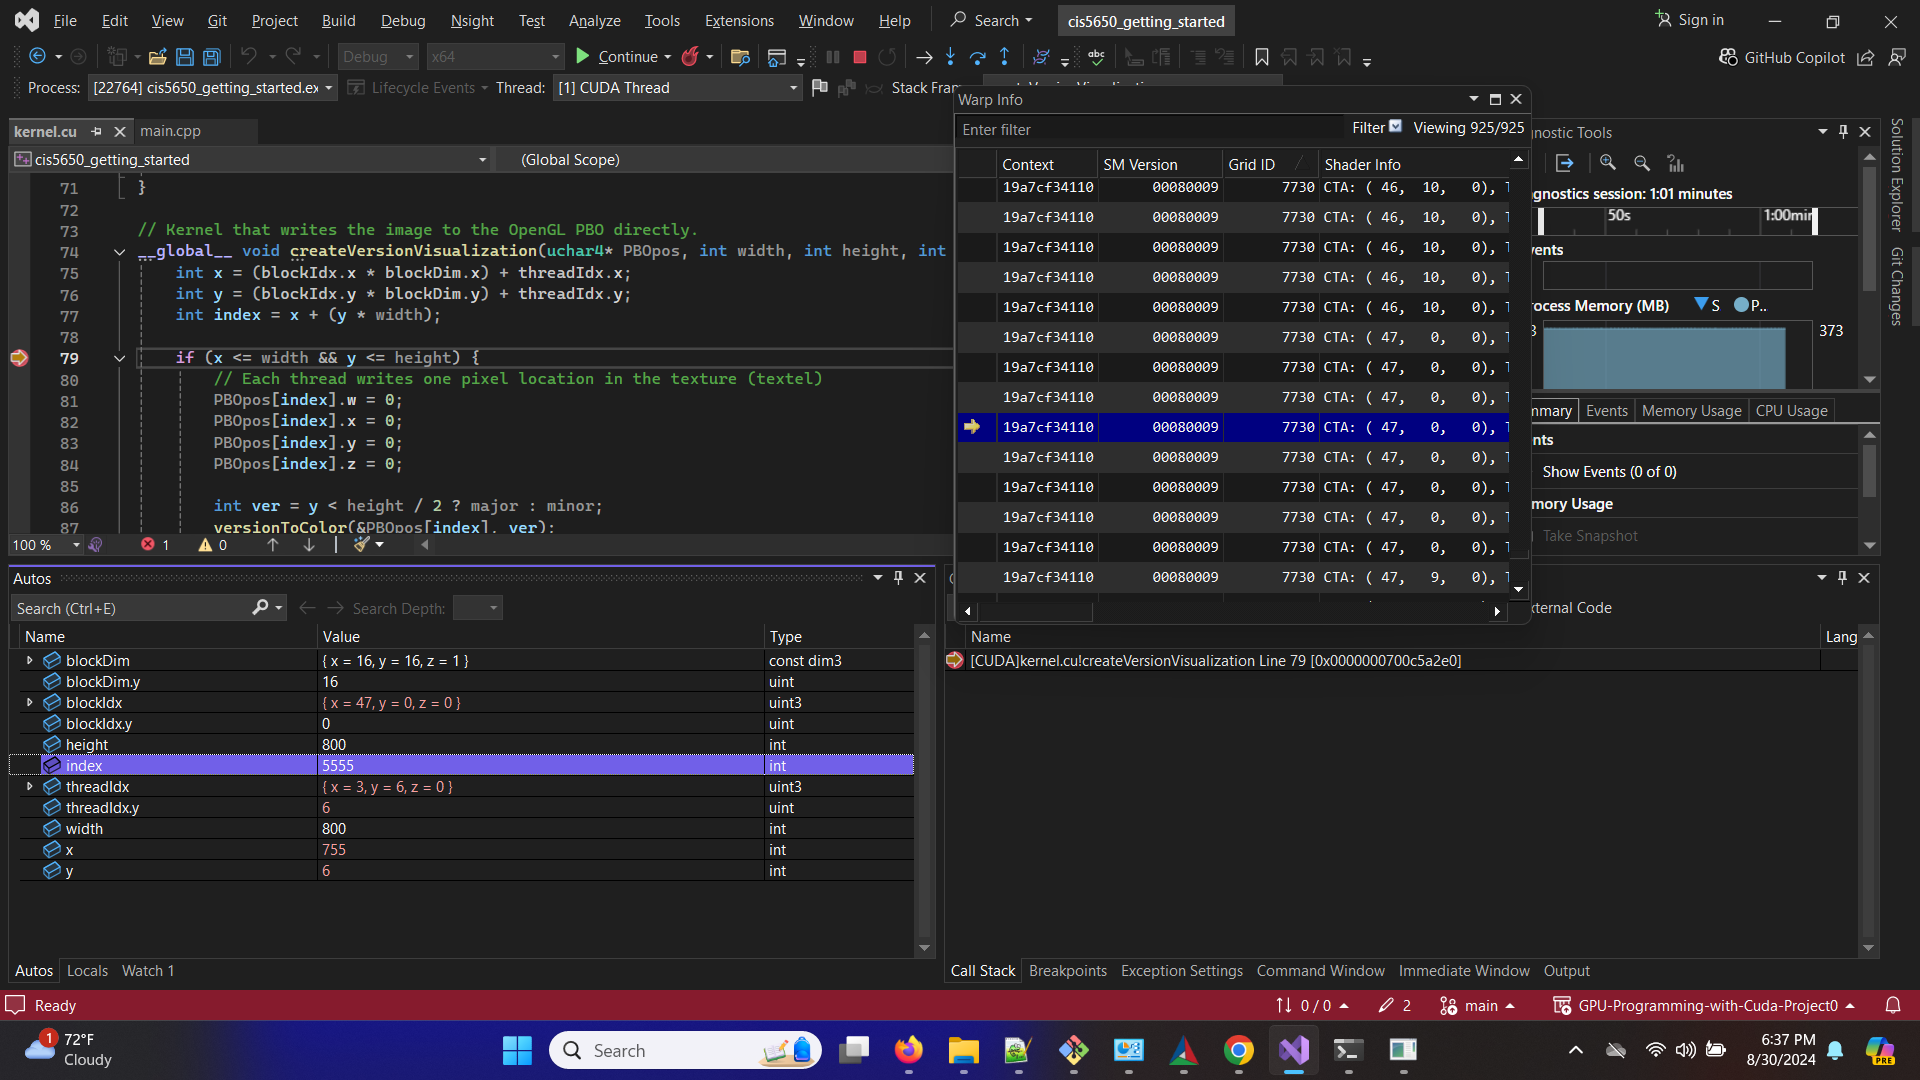 File Edit View Git Project Build Debug Nsight Test Analyze Tools Extensions Window Help Search cis5650_getting_started Sign in
Debug x64 Continue abc GitHub Copilot
Process: [22764] cis5650_getting_started.ex Lifecycle Events Thread: [1] CUDA Thread Stack Fram
kernel.cu main.cpp
cis5650_getting_started (Global Scope)
71 }
72
73 // Kernel that writes the image to the OpenGL PBO directly.
74 __global__ void createVersionVisualization(uchar4* PBOpos, int width, int height, int
75 int x = (blockIdx.x * blockDim.x) + threadIdx.x;
76 int y = (blockIdx.y * blockDim.y) + threadIdx.y;
77 int index = x + (y * width);
78
79 if (x <= width && y <= height) {
80 // Each thread writes one pixel location in the texture (textel)
81 PBOpos[index].w = 0;
82 PBOpos[index].x = 0;
83 PBOpos[index].y = 0;
84 PBOpos[index].z = 0;
85
86 int ver = y < height / 2 ? major : minor;
87 versionToColor(&PBOpos[index], ver);
100 % 1 0
Warp Info
Enter filter Filter Viewing 925/925
Context SM Version Grid ID Shader Info
19a7cf34110 00080009 7730 CTA: ( 46, 10, 0), T
19a7cf34110 00080009 7730 CTA: ( 46, 10, 0), T
19a7cf34110 00080009 7730 CTA: ( 46, 10, 0), T
19a7cf34110 00080009 7730 CTA: ( 46, 10, 0), T
19a7cf34110 00080009 7730 CTA: ( 46, 10, 0), T
19a7cf34110 00080009 7730 CTA: ( 47, 0, 0), T
19a7cf34110 00080009 7730 CTA: ( 47, 0, 0), T
19a7cf34110 00080009 7730 CTA: ( 47, 0, 0), T
19a7cf34110 00080009 7730 CTA: ( 47, 0, 0), T
19a7cf34110 00080009 7730 CTA: ( 47, 0, 0), T
19a7cf34110 00080009 7730 CTA: ( 47, 0, 0), T
19a7cf34110 00080009 7730 CTA: ( 47, 0, 0), T
19a7cf34110 00080009 7730 CTA: ( 47, 0, 0), T
19a7cf34110 00080009 7730 CTA: ( 47, 9, 0), T
nostic Tools
gnostics session: 1:01 minutes
50s 1:00min
vents
rocess Memory (MB) S P..
3 373
mmary Events Memory Usage CPU Usage
nts
Show Events (0 of 0)
mory Usage
Take Snapshot
Solution Explorer
Git Changes
Autos
Search (Ctrl+E) Search Depth:
Name Value Type
blockDim { x = 16, y = 16, z = 1 } const dim3
blockDim.y 16 uint
blockIdx { x = 47, y = 0, z = 0 } uint3
blockIdx.y 0 uint
height 800 int
index 5555 int
threadIdx { x = 3, y = 6, z = 0 } uint3
threadIdx.y 6 uint
width 800 int
x 755 int
y 6 int
Autos Locals Watch 1
xternal Code
Name Lang
[CUDA]kernel.cu!createVersionVisualization Line 79 [0x0000000700c5a2e0]
Call Stack Breakpoints Exception Settings Command Window Immediate Window Output
Ready 0 / 0 2 main GPU-Programming-with-Cuda-Project0
1 72°F
Cloudy
Search
PRE
6:37 PM
8/30/2024